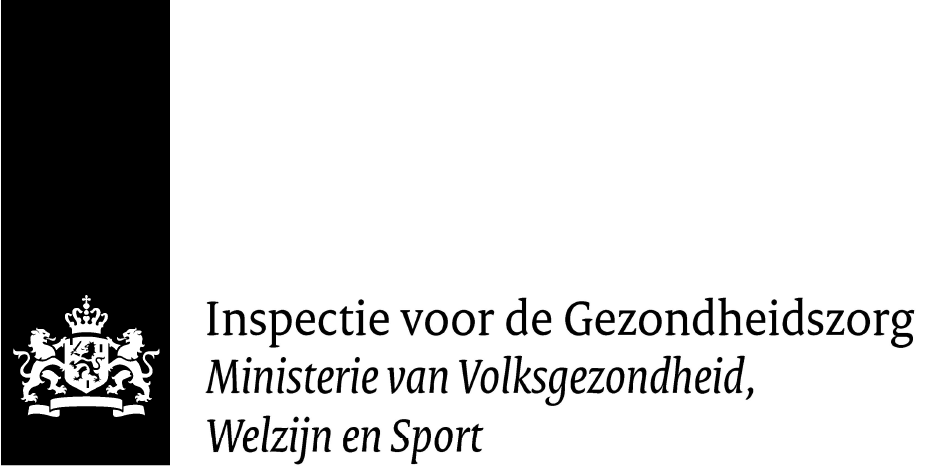 Inspectie voor de Gezondheidszorg
Ministerie van Volksgezondheid,
Welzijn en Sport